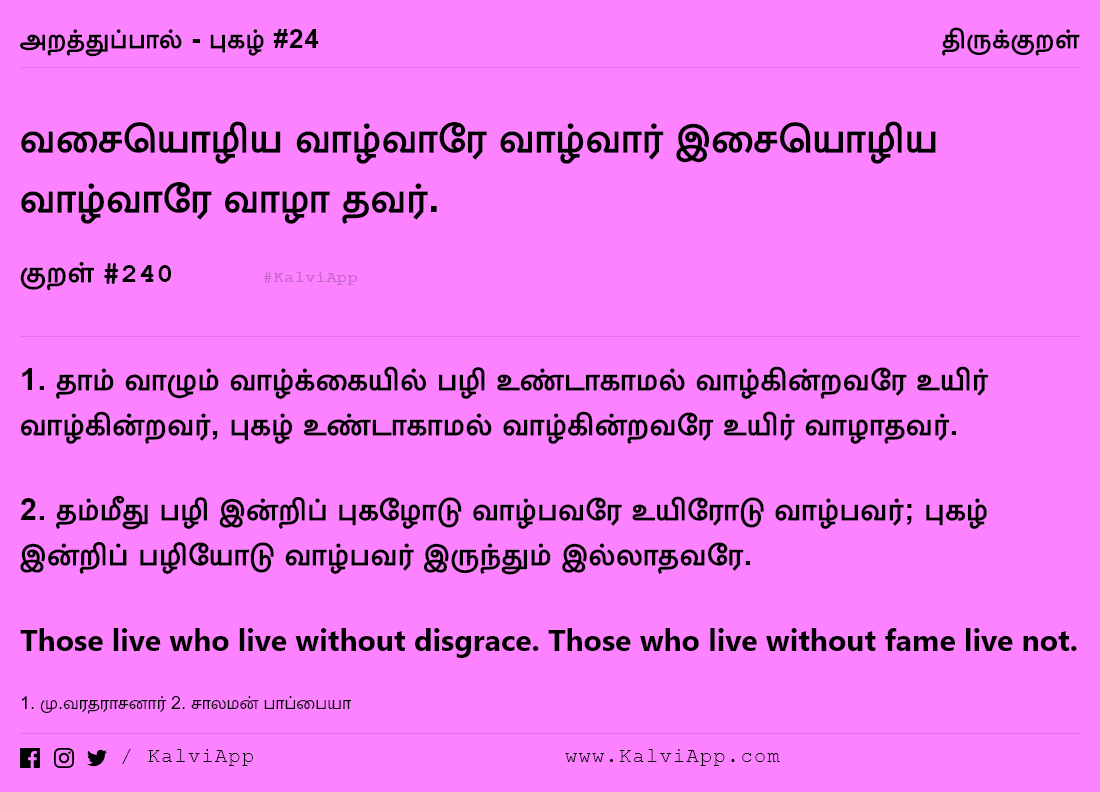 அறத்துப்பால் - புகழ் #24
திருக்குறள்
வசையொழிய வாழ்வாரே வாழ்வார் இசையொழிய
வாழ்வாரே வாழா தவர்.
குறள் #240
#KalviApp
1. தாம் வாழும் வாழ்க்கையில் பழி உண்டாகாமல் வாழ்கின்றவரே உயிர்
வாழ்கின்றவர், புகழ் உண்டாகாமல் வாழ்கின்றவரே உயிர் வாழாதவர்.
2. தம்மீது பழி இன்றிப் புகழோடு வாழ்பவரே உயிரோடு வாழ்பவர்; புகழ்
இன்றிப் பழியோடு வாழ்பவர் இருந்தும் இல்லாதவரே.
Those live who live without disgrace. Those who live without fame live not.
1. மு.வரதராசனார் 2. சாலமன் பாப்பையா
/ KalviApp
www.KalviApp.com